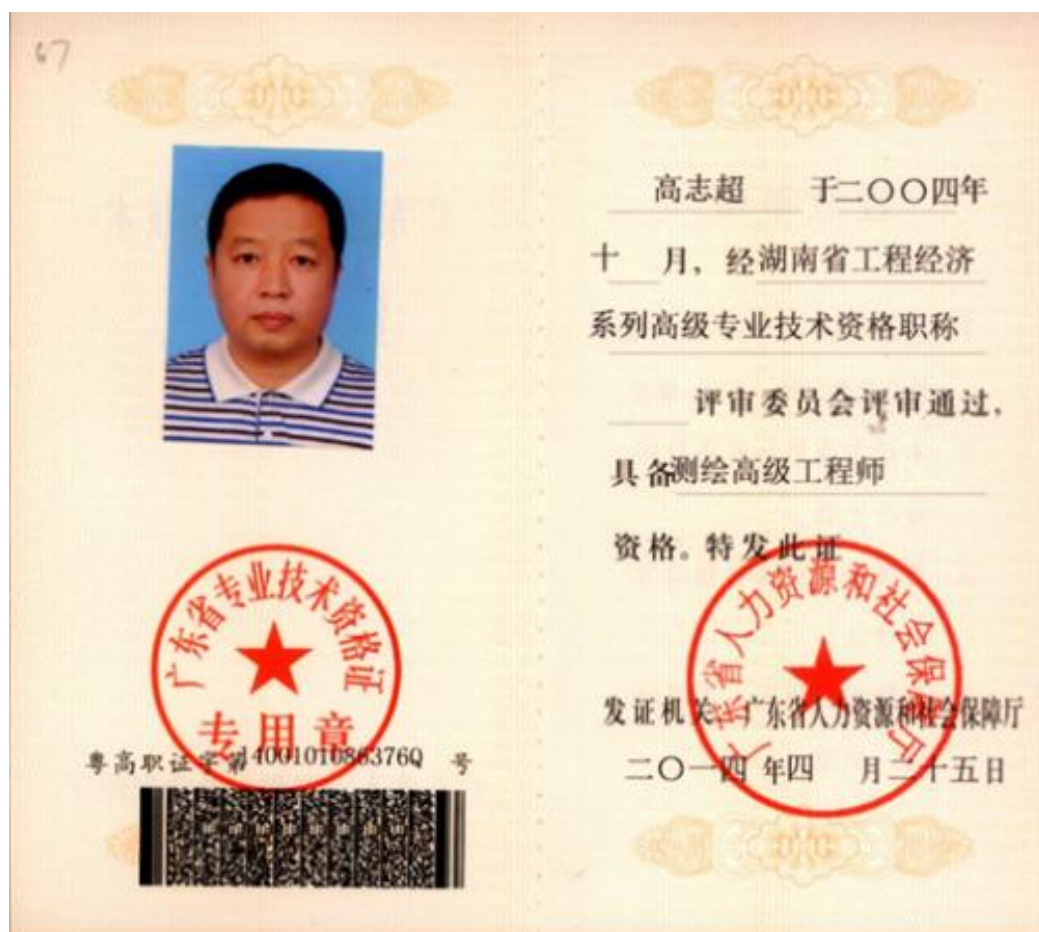 67
广东省专业技术资格证
专用章
粤高职证字第1400101086376Q 号
高志超 于二〇〇四年
十 月，经湖南省工程经济
系列高级专业技术资格职称
评审委员会评审通过，
具备测绘高级工程师
资格。特发此证
广东省人力资源和社会保障厅
发证机关 广东省人力资源和社会保障厅
二〇一四 年四 月二十五日